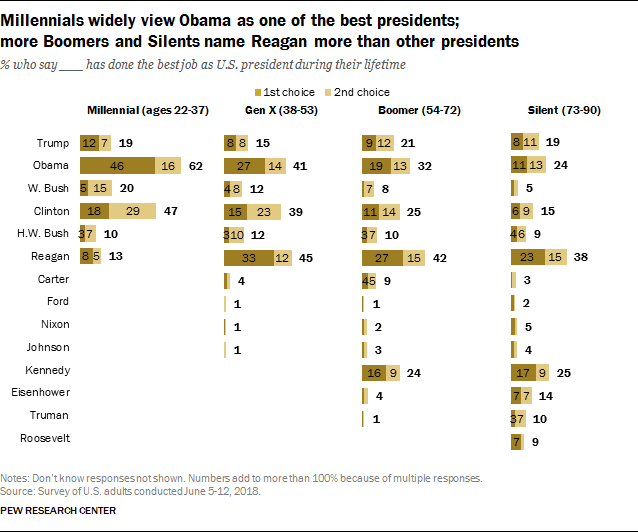 Millennials widely view Obama as one of the best presidents;
more Boomers and Silents name Reagan more than other presidents
% who say ____ has done the best job as U.S. president during their lifetime
1st choice 2nd choice
Millennial (ages 22-37) Gen X (38-53) Boomer (54-72) Silent (73-90)
Trump 12 7 19 8 8 15 9 12 21 8 11 19
Obama 46 16 62 27 14 41 19 13 32 11 13 24
W. Bush 5 15 20 4 8 12 7 8 5
Clinton 18 29 47 15 23 39 11 14 25 6 9 15
H.W. Bush 3 7 10 3 10 12 3 7 10 4 6 9
Reagan 8 5 13 33 12 45 27 15 42 23 15 38
Carter 4 4 5 9 3
Ford 1 1 2
Nixon 1 2 5
Johnson 1 3 4
Kennedy 16 9 24 17 9 25
Eisenhower 4 7 7 14
Truman 1 3 7 10
Roosevelt 7 9
Notes: Don't know responses not shown. Numbers add to more than 100% because of multiple responses.
Source: Survey of U.S. adults conducted June 5-12, 2018.
PEW RESEARCH CENTER